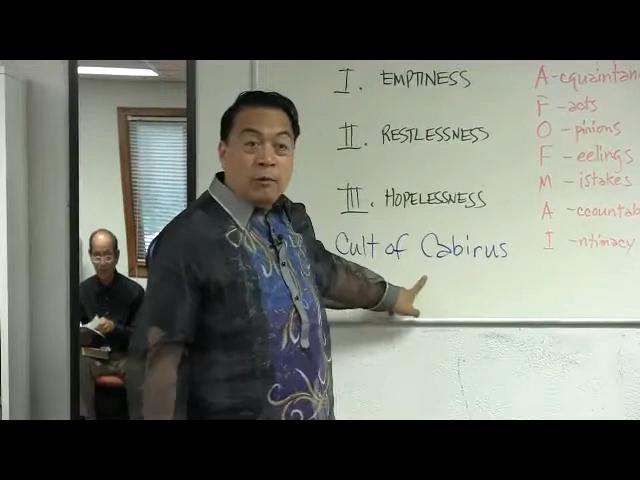 I. EMPTINESS
II. RESTLESSNESS
III. HOPELESSNESS
Cult of Cabirus
A-cquaintan
F-acts
O-pinions
F-eelings
M-istakes
A-ccountab
I-ntimacy